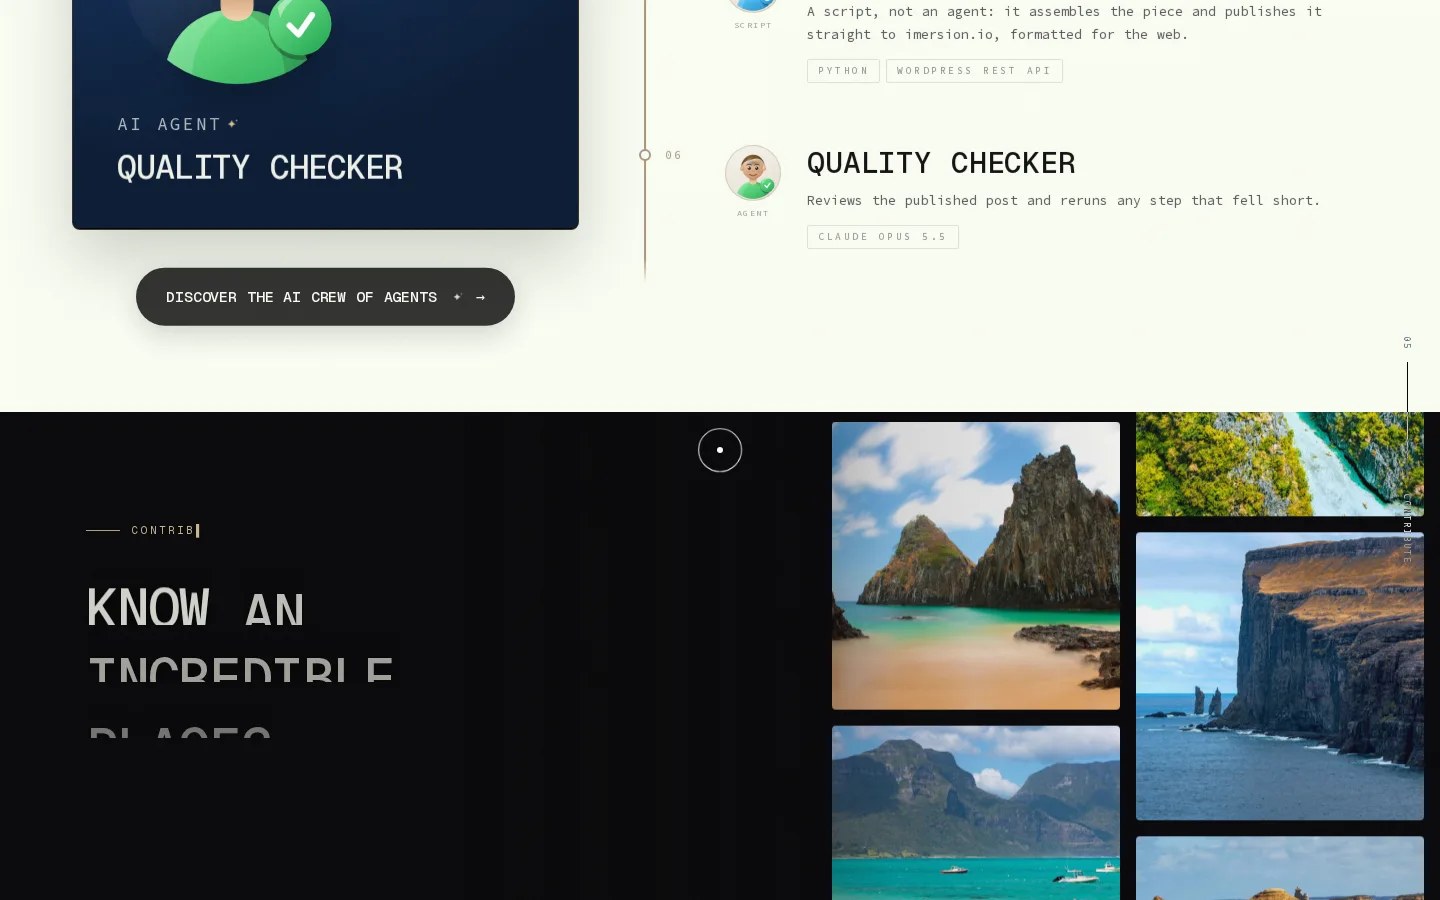 AI AGENT
QUALITY CHECKER
DISCOVER THE AI CREW OF AGENTS →
SCRIPT
A script, not an agent: it assembles the piece and publishes it
straight to imersion.io, formatted for the web.
PYTHON
WORDPRESS REST API
06
AGENT
QUALITY CHECKER
Reviews the published post and reruns any step that fell short.
CLAUDE OPUS 5.5
05
CONTRIBUTE
CONTRIB
KNOW AN
INCREDIBLE
PLACES